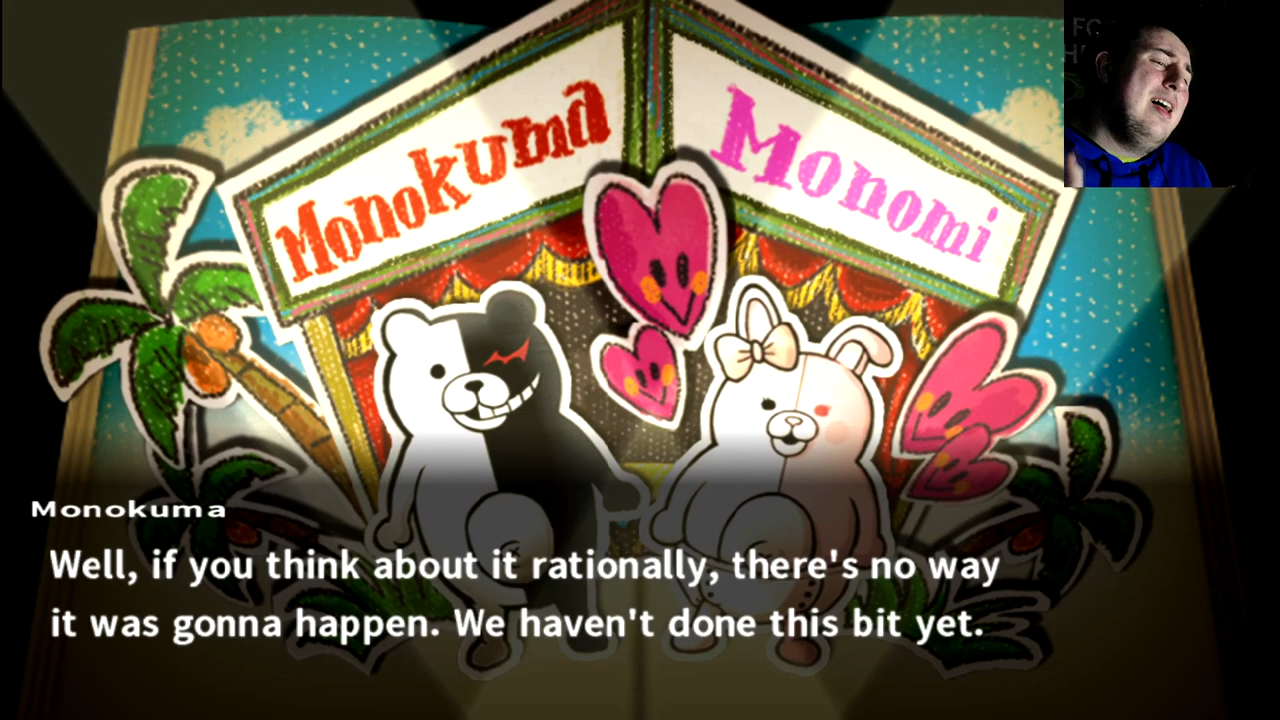 Monokuma
Monomi
Monokuma
Well, if you think about it rationally, there's no way
it was gonna happen. We haven't done this bit yet.